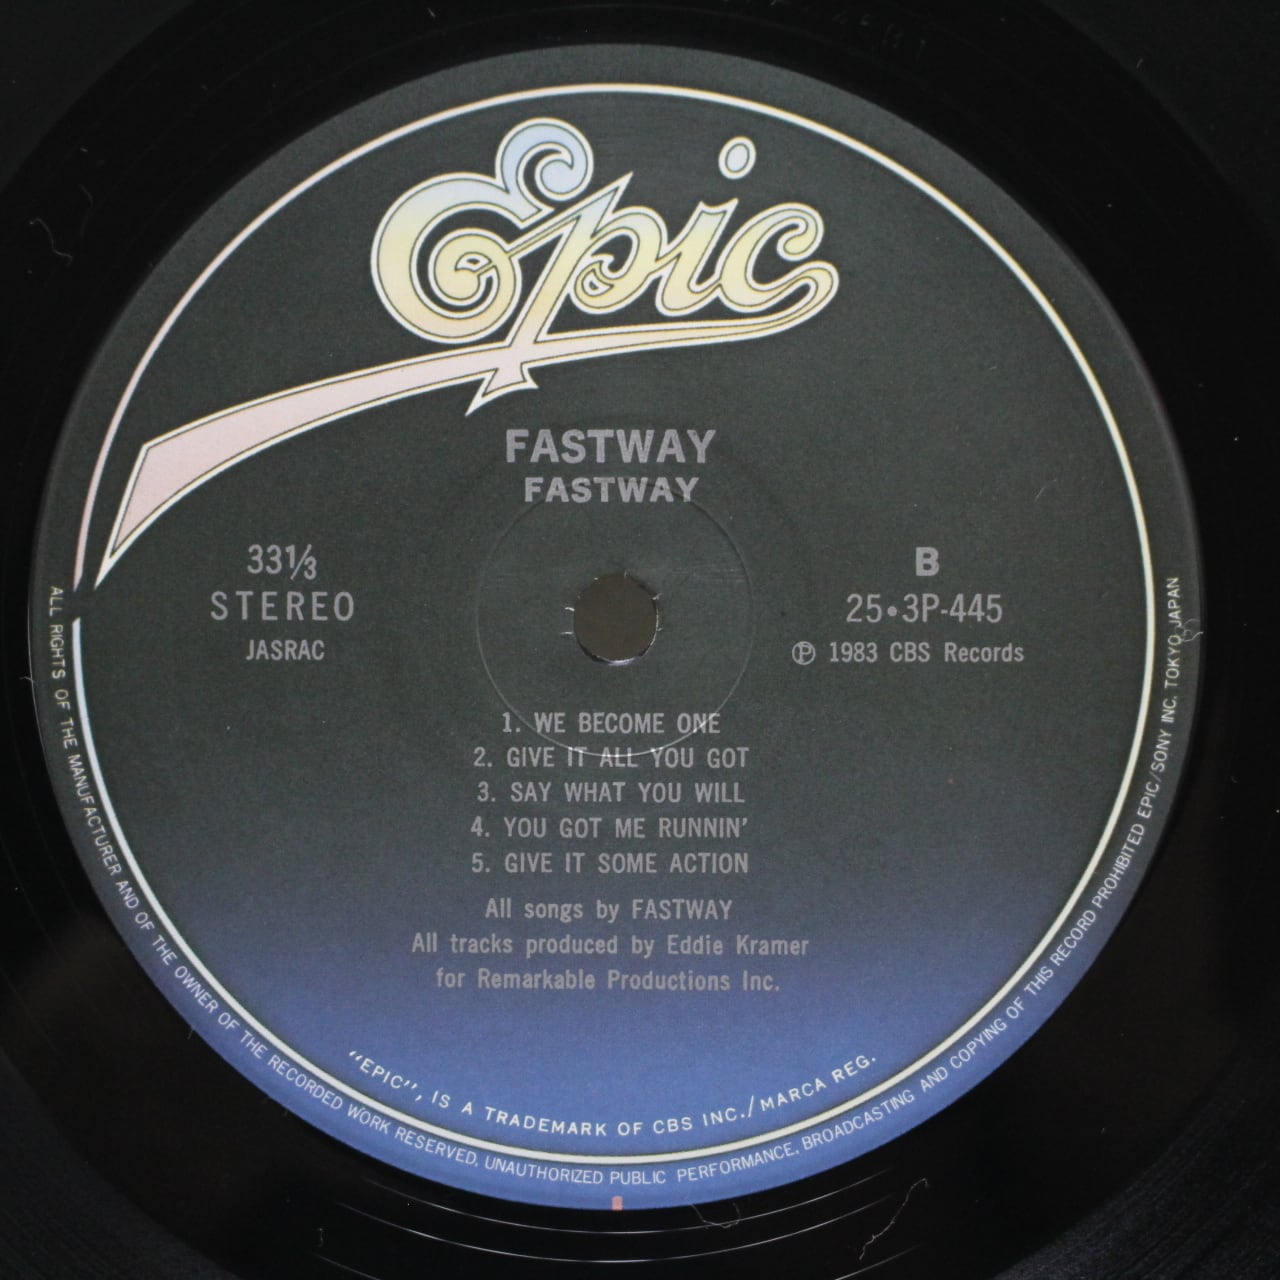 Epic
FASTWAY
FASTWAY
33⅓
STEREO
JASRAC
B
25•3P-445
Ⓟ 1983 CBS Records
1. WE BECOME ONE
2. GIVE IT ALL YOU GOT
3. SAY WHAT YOU WILL
4. YOU GOT ME RUNNIN'
5. GIVE IT SOME ACTION
All songs by FASTWAY
All tracks produced by Eddie Kramer
for Remarkable Productions Inc.
"EPIC", IS A TRADEMARK OF CBS INC./MARCA REG.
ALL RIGHTS OF THE MANUFACTURER AND OF THE OWNER OF THE RECORDED WORK RESERVED. UNAUTHORIZED PUBLIC PERFORMANCE, BROADCASTING AND COPYING OF THIS RECORD PROHIBITED EPIC/SONY INC. TOKYO, JAPAN